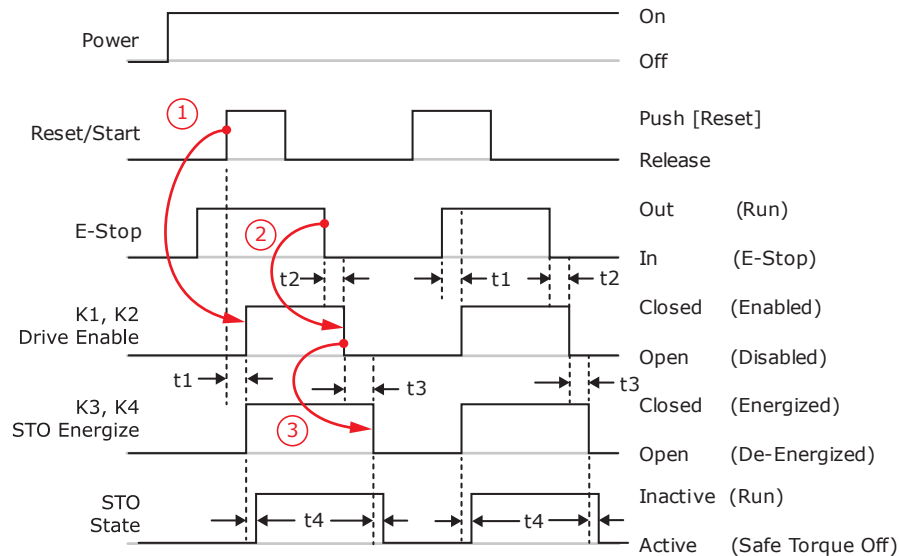 Power
On
Off
1
Reset/Start
Push [Reset]
Release
E-Stop
2
Out (Run)
In (E-Stop)
t2
t1
t2
K1, K2
Drive Enable
Closed (Enabled)
Open (Disabled)
t1
t3
t3
K3, K4
STO Energize
3
Closed (Energized)
Open (De-Energized)
STO
State
t4
t4
Inactive (Run)
Active (Safe Torque Off)